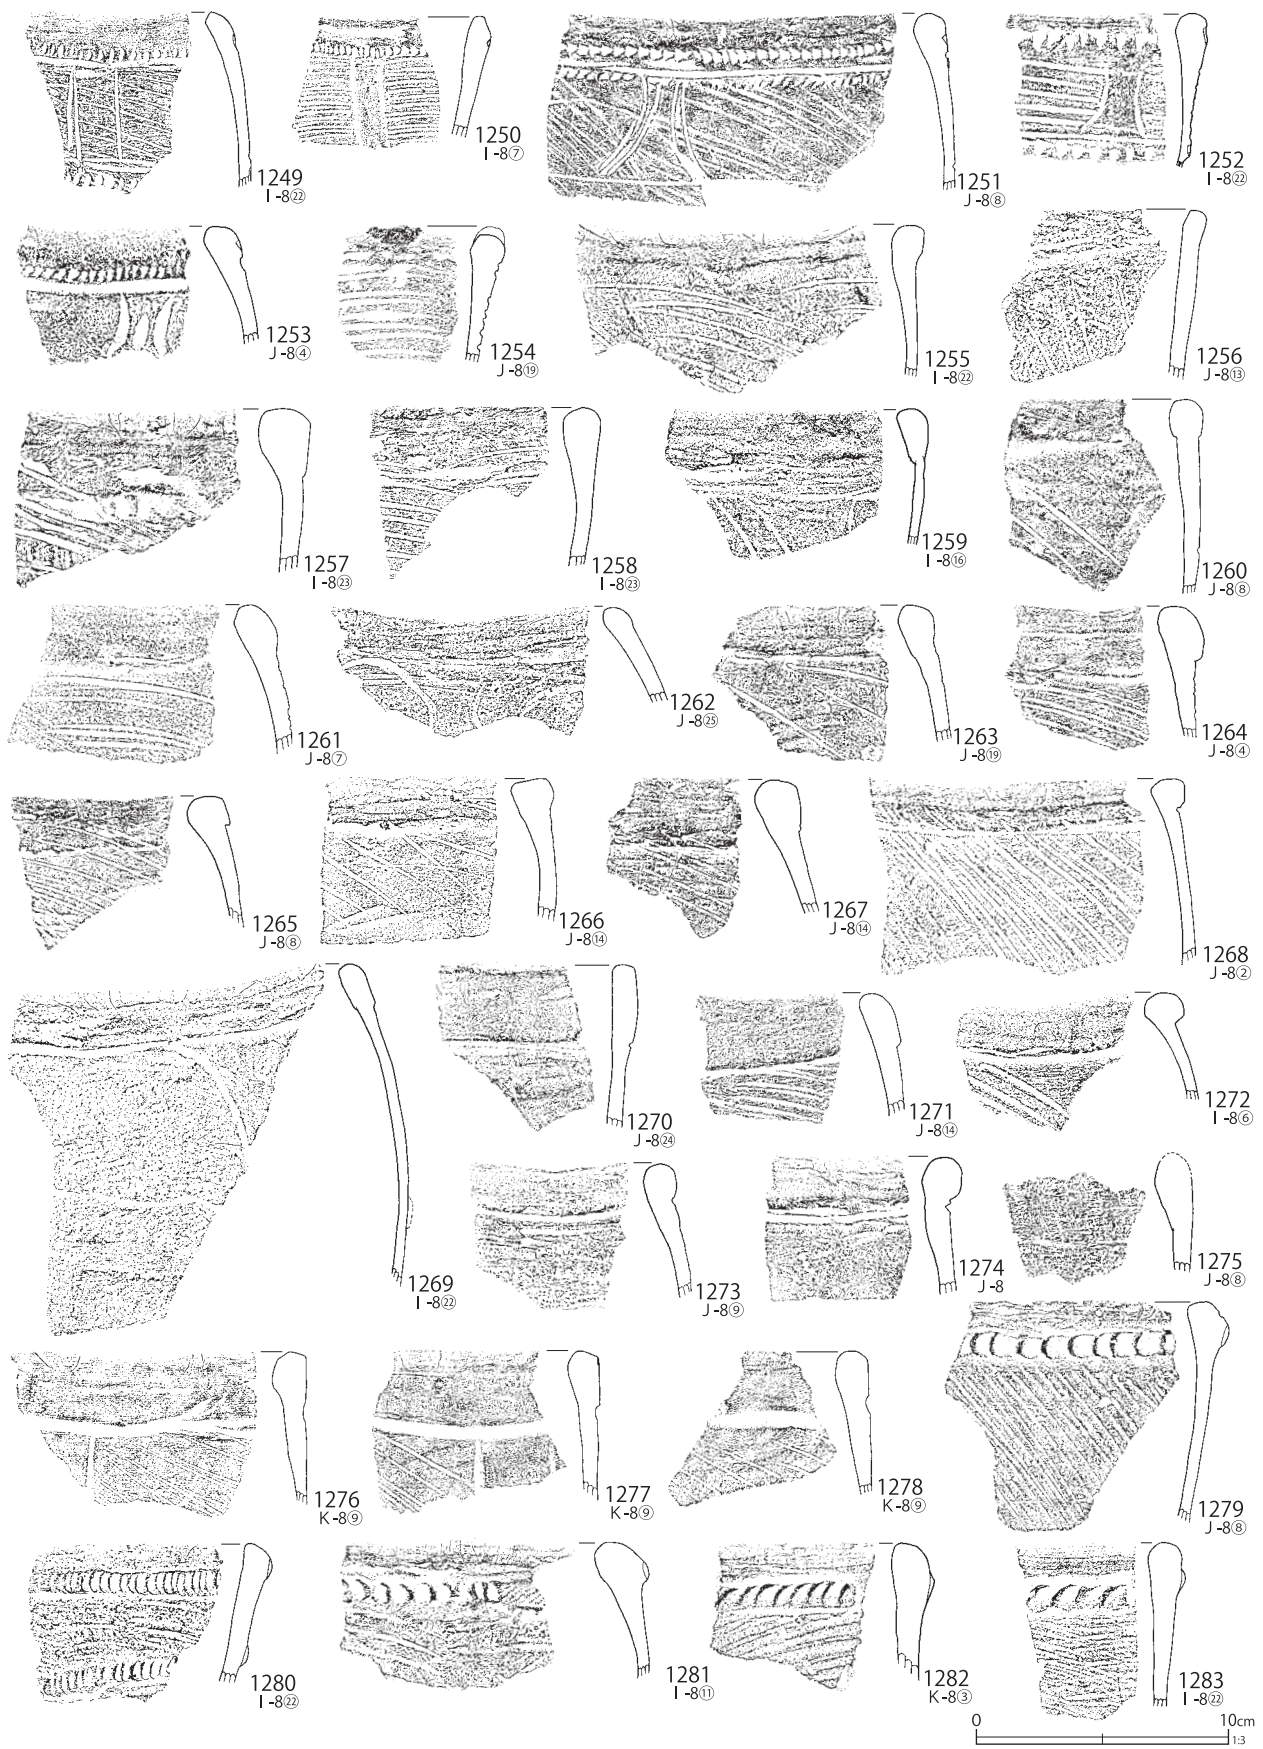 1249
I-8㉒
1250
I-8⑦
1251
J-8⑧
1252
I-8㉒
1253
J-8④
1254
J-8⑲
1255
I-8㉒
1256
J-8⑬
1257
I-8㉓
1258
I-8㉓
1259
I-8⑯
1260
J-8⑧
1261
J-8⑦
1262
J-8㉕
1263
J-8⑲
1264
J-8④
1265
J-8⑧
1266
J-8⑭
1267
J-8⑭
1268
J-8②
1269
I-8㉒
1270
J-8㉔
1271
J-8⑭
1272
I-8⑥
1273
J-8⑨
1274
J-8
1275
J-8⑧
1276
K-8⑨
1277
K-8⑨
1278
K-8⑨
1279
J-8⑧
1280
I-8㉒
1281
I-8⑪
1282
K-8③
1283
I-8㉒
0 10cm
1:3